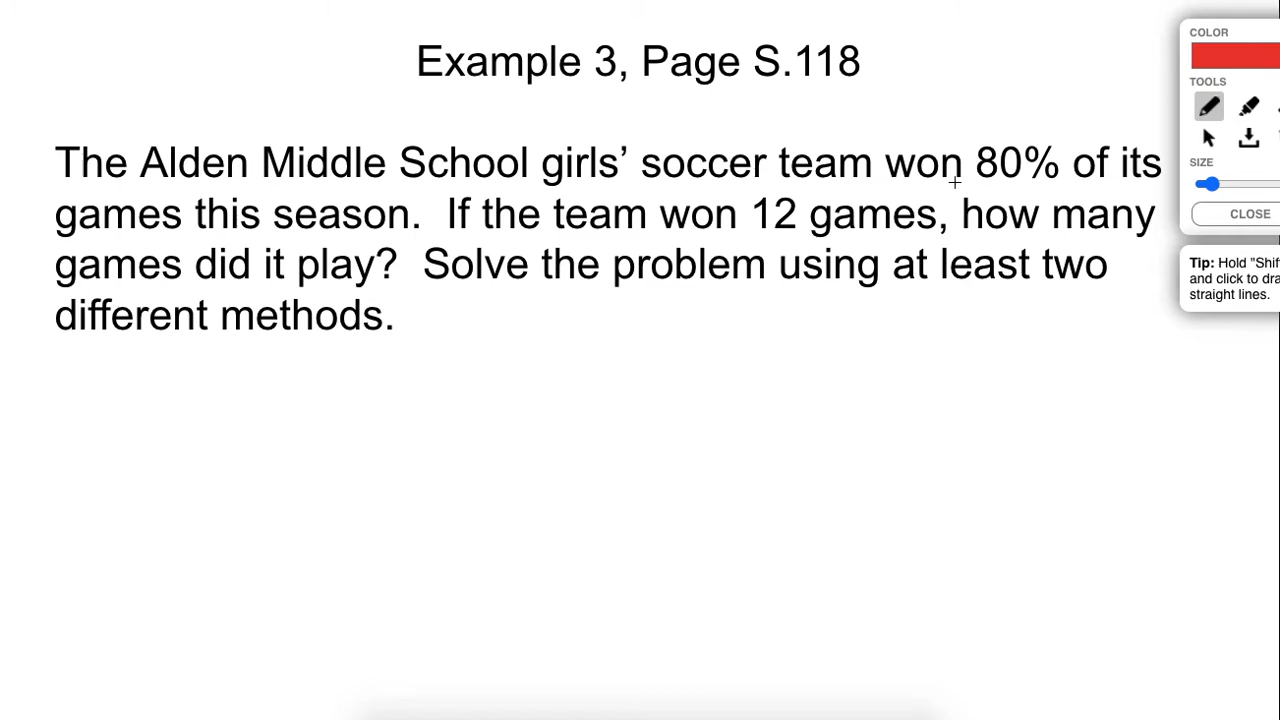 Example 3, Page S.118
The Alden Middle School girls’ soccer team won 80% of its
games this season.  If the team won 12 games, how many
games did it play?  Solve the problem using at least two
different methods.
COLOR
TOOLS
SIZE
CLOSE
Tip: Hold "Shif
and click to dra
straight lines.